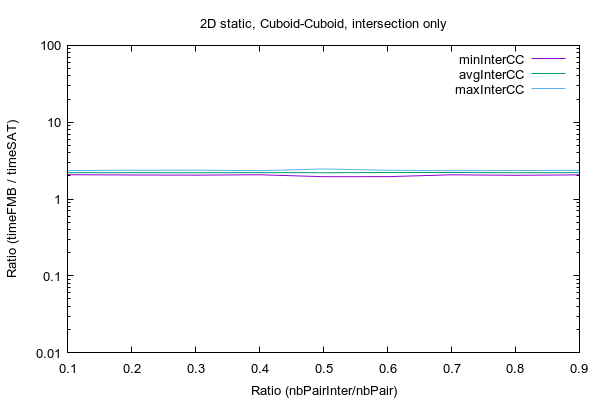 2D static, Cuboid-Cuboid, intersection only
100
10
1
0.1
0.01
Ratio (timeFMB / timeSAT)
minInterCC
avgInterCC
maxInterCC
0.1 0.2 0.3 0.4 0.5 0.6 0.7 0.8 0.9
Ratio (nbPairInter/nbPair)